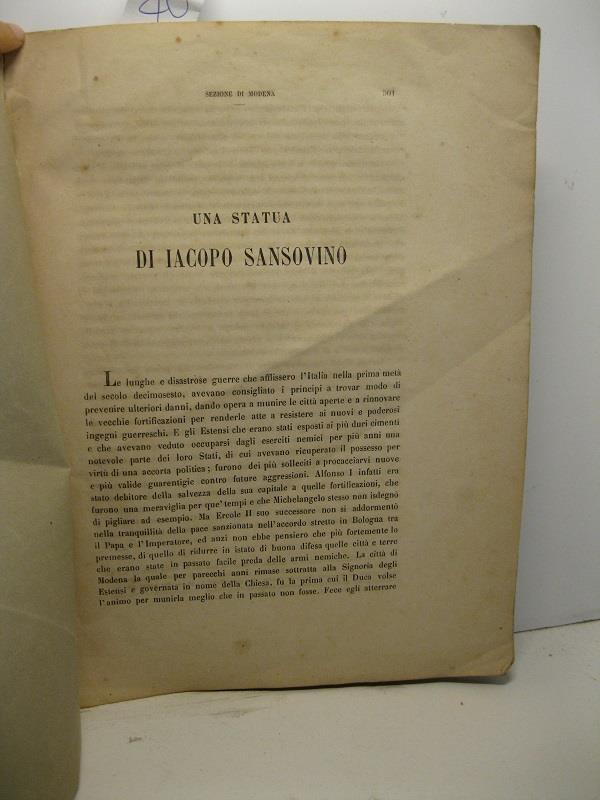 40
SEZIONE DI MODENA 301
UNA STATUA
DI IACOPO SANSOVINO
Le lunghe e disastrose guerre che afflissero l'Italia nella prima metà
del secolo decimosesto, avevano consigliato i principi a trovar modo di
prevenire ulteriori danni, dando opera a munire le città aperte e a rinnovare
le vecchie fortificazioni per renderle atte a resistere ai nuovi e poderosi
ingegni guerreschi. E gli Estensi che erano stati esposti ai più duri cimenti
e che avevano veduto occuparsi dagli eserciti nemici per più anni una
notevole parte dei loro Stati, di cui avevano ricuperato il possesso per
virtù di una accorta politica; furono dei più solleciti a procacciarvi nuove
e più valide guarentigie contro future aggressioni. Alfonso I infatti era
stato debitore della salvezza della sua capitale a quelle fortificazioni, che
furono una meraviglia per que' tempi e che Michelangelo stesso non isdegnò
di pigliare ad esempio. Ma Ercole II suo successore non si addormentò
nella tranquillità della pace sanzionata nell'accordo stretto in Bologna tra
il Papa e l'Imperatore, ed anzi non ebbe pensiero che più fortemente lo
premesse, di quello di ridurre in istato di buona difesa quelle città e terre
che erano state in passato facile preda delle armi nemiche. La città di
Modena la quale per parecchi anni rimase sottratta alla Signoria degli
Estensi e governata in nome della Chiesa, fu la prima cui il Duca volse
l'animo per munirla meglio che in passato non fosse. Fece egli atterrare